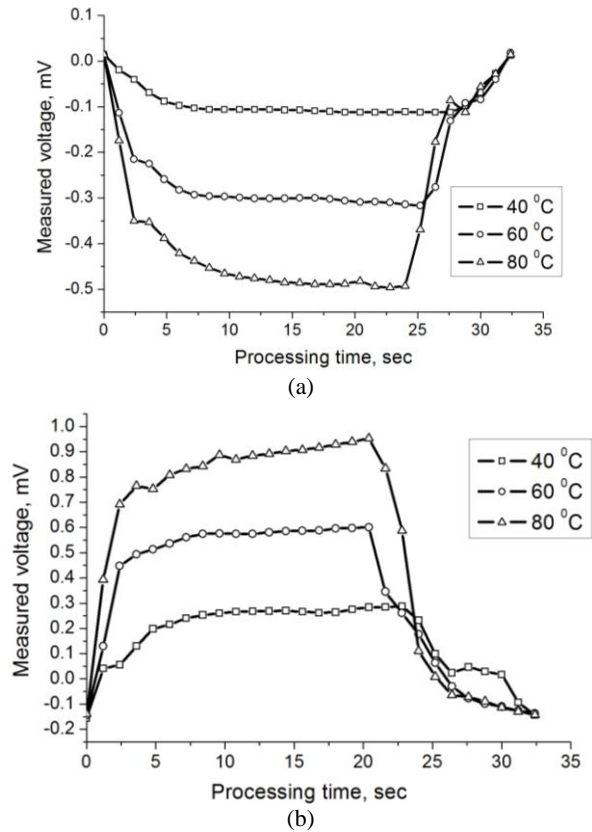 0.1
0.0
-0.1
-0.2
-0.3
-0.4
-0.5
Measured voltage, mV
40 ⁰C
60 ⁰C
80 ⁰C
0 5 10 15 20 25 30 35
Processing time, sec
(a)
1.0
0.9
0.8
0.7
0.6
0.5
0.4
0.3
0.2
0.1
0.0
-0.1
-0.2
Measured voltage, mV
40 ⁰C
60 ⁰C
80 ⁰C
0 5 10 15 20 25 30 35
Processing time, sec
(b)